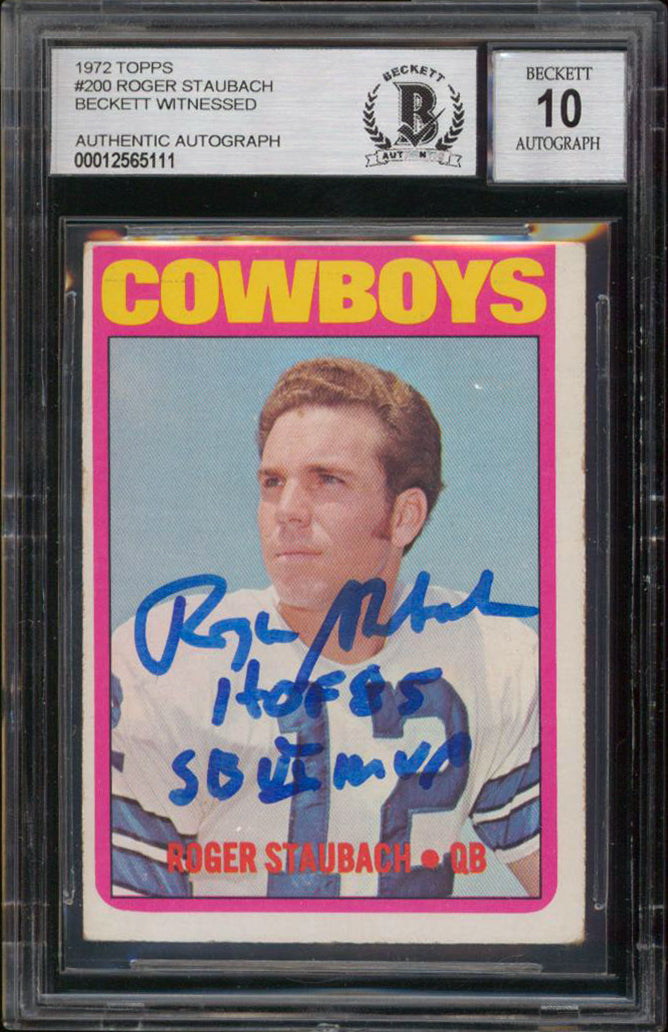 1972 TOPPS
#200 ROGER STAUBACH
BECKETT WITNESSED
AUTHENTIC AUTOGRAPH
00012565111
BECKETT
B
BECKETT
10
AUTOGRAPH
COWBOYS
Roger Staubach
HOF 85
SB VI MVP
12
ROGER STAUBACH • QB